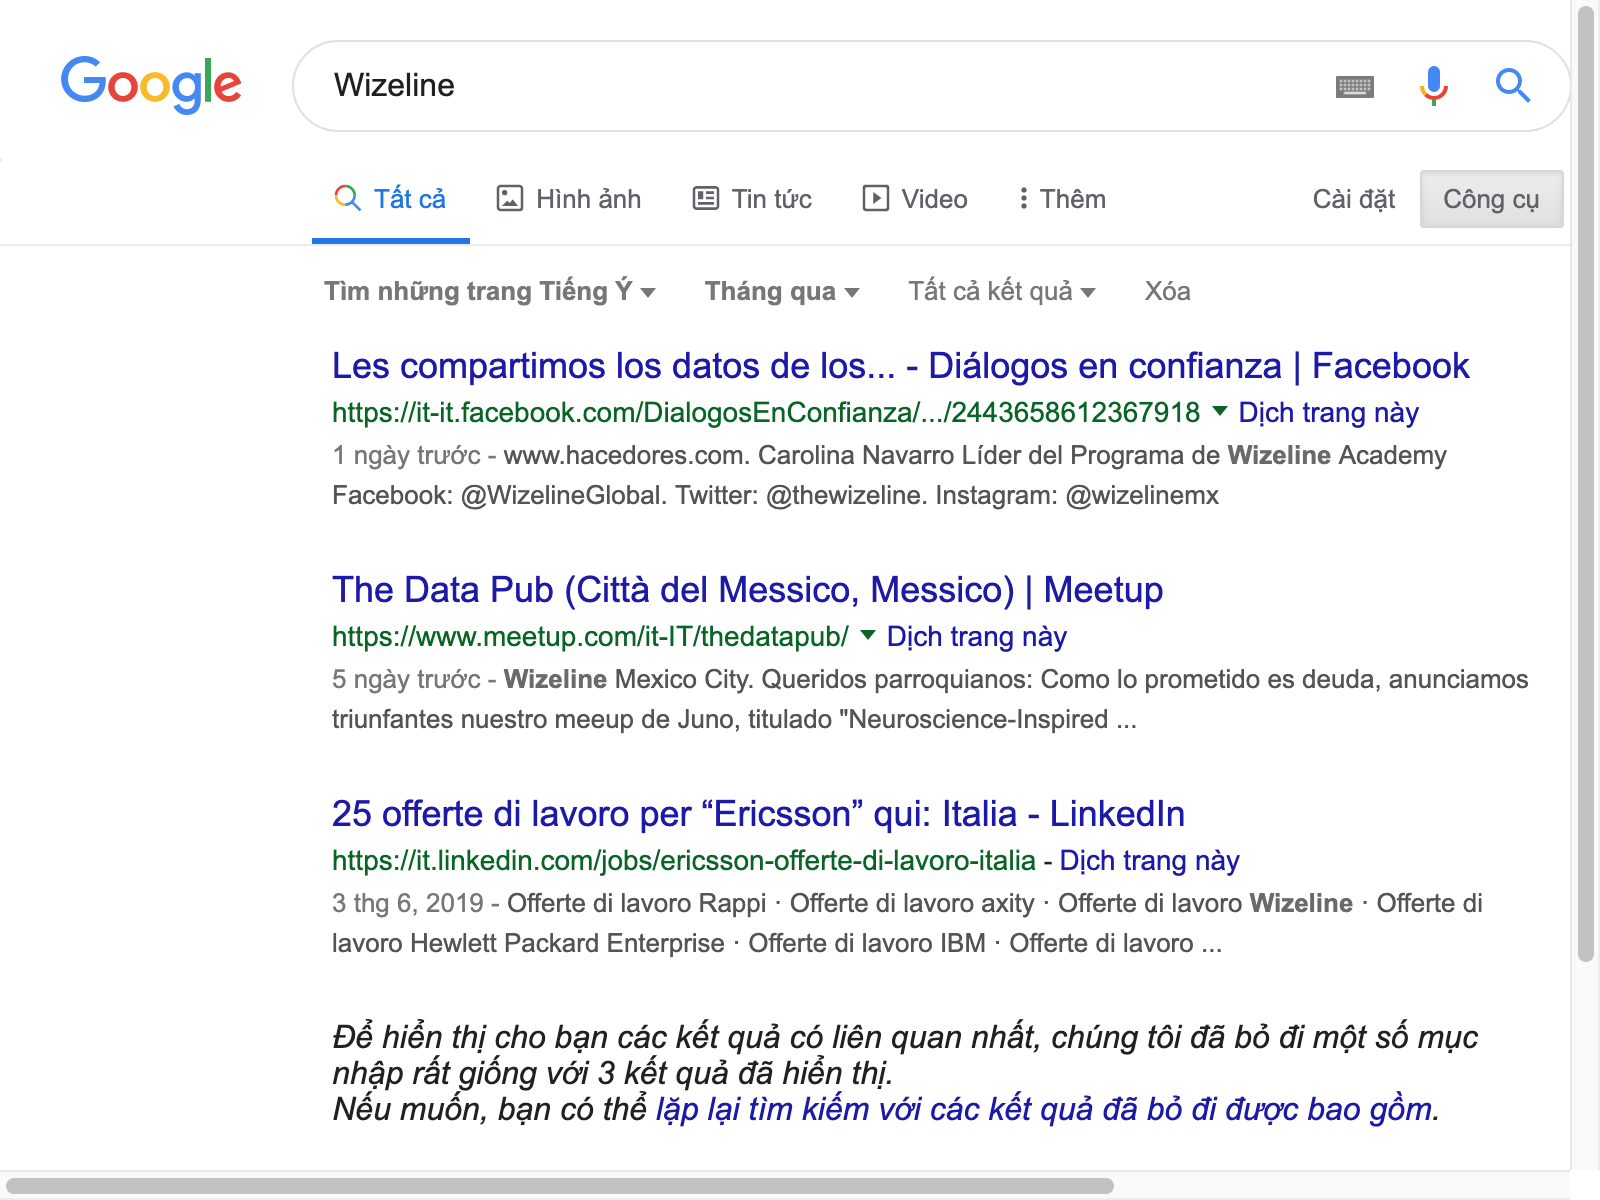 Google
Wizeline
Tất cả
Hình ảnh
Tin tức
Video
Thêm
Cài đặt
Công cụ
Tìm những trang Tiếng Ý
Tháng qua
Tất cả kết quả
Xóa
Les compartimos los datos de los... - Diálogos en confianza | Facebook
https://it-it.facebook.com/DialogosEnConfianza/.../2443658612367918 Dịch trang này
1 ngày trước - www.hacedores.com. Carolina Navarro Líder del Programa de Wizeline Academy
Facebook: @WizelineGlobal. Twitter: @thewizeline. Instagram: @wizelinemx
The Data Pub (Città del Messico, Messico) | Meetup
https://www.meetup.com/it-IT/thedatapub/ Dịch trang này
5 ngày trước - Wizeline Mexico City. Queridos parroquianos: Como lo prometido es deuda, anunciamos
triunfantes nuestro meeup de Juno, titulado "Neuroscience-Inspired ...
25 offerte di lavoro per “Ericsson” qui: Italia - LinkedIn
https://it.linkedin.com/jobs/ericsson-offerte-di-lavoro-italia - Dịch trang này
3 thg 6, 2019 - Offerte di lavoro Rappi · Offerte di lavoro axity · Offerte di lavoro Wizeline · Offerte di
lavoro Hewlett Packard Enterprise · Offerte di lavoro IBM · Offerte di lavoro ...
Để hiển thị cho bạn các kết quả có liên quan nhất, chúng tôi đã bỏ đi một số mục
nhập rất giống với 3 kết quả đã hiển thị.
Nếu muốn, bạn có thể lặp lại tìm kiếm với các kết quả đã bỏ đi được bao gồm.